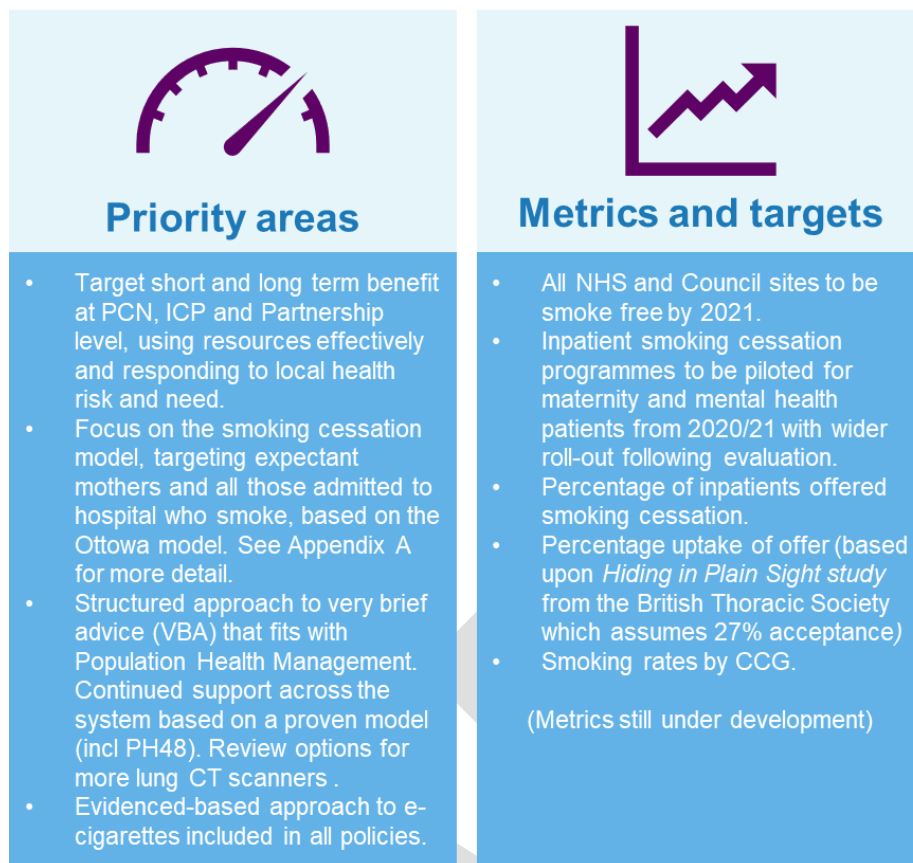 Priority areas
• Target short and long term benefit
at PCN, ICP and Partnership
level, using resources effectively
and responding to local health
risk and need.
• Focus on the smoking cessation
model, targeting expectant
mothers and all those admitted to
hospital who smoke, based on the
Ottowa model. See Appendix A
for more detail.
• Structured approach to very brief
advice (VBA) that fits with
Population Health Management.
Continued support across the
system based on a proven model
(incl PH48). Review options for
more lung CT scanners .
• Evidenced-based approach to e-
cigarettes included in all policies.
Metrics and targets
• All NHS and Council sites to be
smoke free by 2021.
• Inpatient smoking cessation
programmes to be piloted for
maternity and mental health
patients from 2020/21 with wider
roll-out following evaluation.
• Percentage of inpatients offered
smoking cessation.
• Percentage uptake of offer (based
upon Hiding in Plain Sight study
from the British Thoracic Society
which assumes 27% acceptance)
• Smoking rates by CCG.
(Metrics still under development)